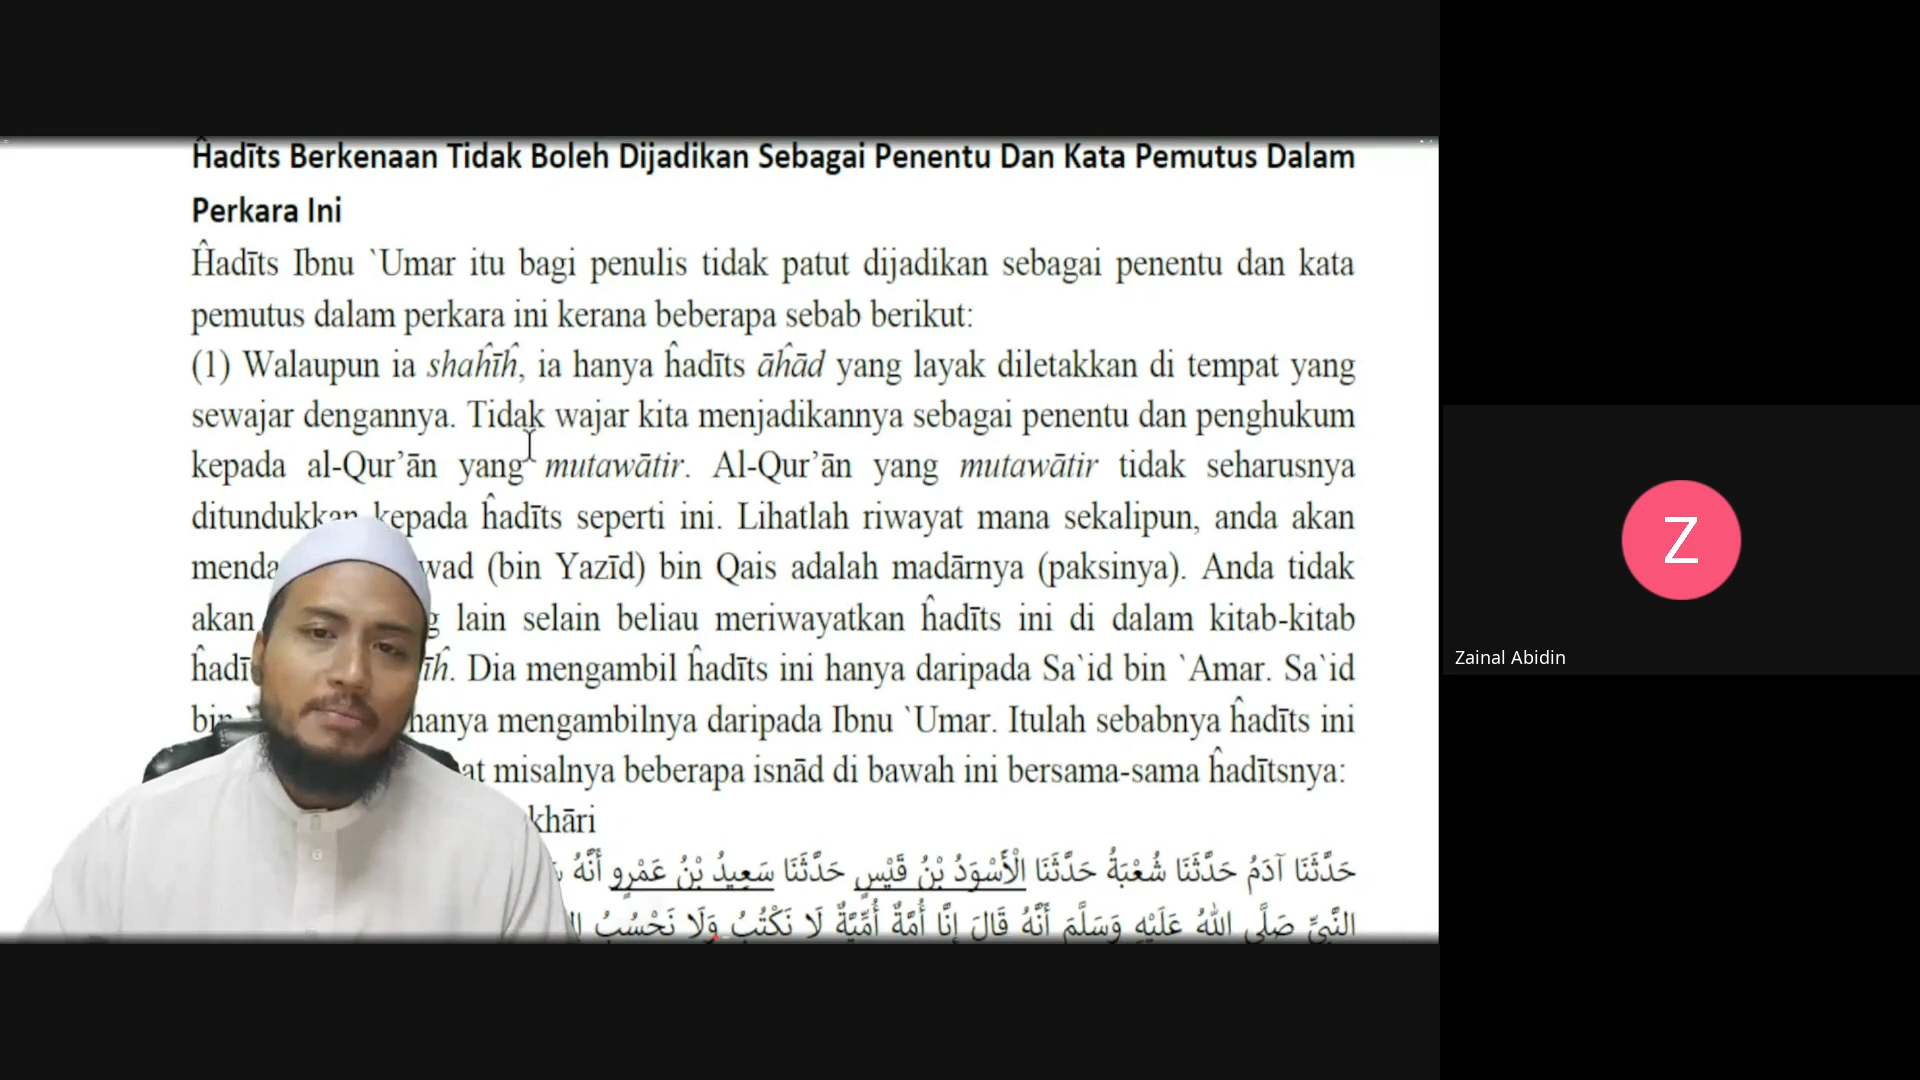 Ĥadīts Berkenaan Tidak Boleh Dijadikan Sebagai Penentu Dan Kata Pemutus Dalam
Perkara Ini
Ĥadīts Ibnu `Umar itu bagi penulis tidak patut dijadikan sebagai penentu dan kata
pemutus dalam perkara ini kerana beberapa sebab berikut:
(1) Walaupun ia shaĥīĥ, ia hanya ĥadīts āĥād yang layak diletakkan di tempat yang
sewajar dengannya. Tidak wajar kita menjadikannya sebagai penentu dan penghukum
kepada al-Qur’ān yang mutawātir. Al-Qur’ān yang mutawātir tidak seharusnya
ditundukkan kepada ĥadīts seperti ini. Lihatlah riwayat mana sekalipun, anda akan
(bin Yazīd) bin Qais adalah madārnya (paksinya). Anda tidak
akan lain selain beliau meriwayatkan ĥadīts ini di dalam kitab-kitab
Dia mengambil ĥadīts ini hanya daripada Sa`id bin `Amar. Sa`id
hanya mengambilnya daripada Ibnu `Umar. Itulah sebabnya ĥadīts ini
misalnya beberapa isnād di bawah ini bersama-sama ĥadītsnya:
حَدَّثَنَا آدَمُ حَدَّثَنَا شُعْبَةُ حَدَّثَنَا الْأَسْوَدُ بْنُ قَيْسٍ حَدَّثَنَا سَعِيدُ بْنُ عَمْرٍو أَنَّهُ
النَّبِيِّ صَلَّى اللهُ عَلَيْهِ وَسَلَّمَ أَنَّهُ قَالَ إِنَّا أُمَّةٌ أُمِّيَّةٌ لَا نَكْتُبُ وَلَا نَحْسُبُ
Z
Zainal Abidin